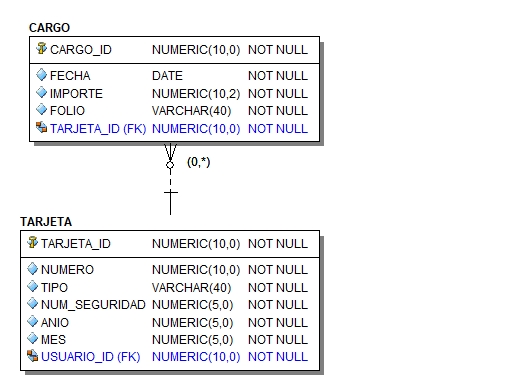 CARGO
CARGO_ID NUMERIC(10,0) NOT NULL
FECHA DATE NOT NULL
IMPORTE NUMERIC(10,2) NOT NULL
FOLIO VARCHAR(40) NOT NULL
TARJETA_ID (FK) NUMERIC(10,0) NOT NULL
(0,*)
TARJETA
TARJETA_ID NUMERIC(10,0) NOT NULL
NUMERO NUMERIC(10,0) NOT NULL
TIPO VARCHAR(40) NOT NULL
NUM_SEGURIDAD NUMERIC(5,0) NOT NULL
ANIO NUMERIC(5,0) NOT NULL
MES NUMERIC(5,0) NOT NULL
USUARIO_ID (FK) NUMERIC(10,0) NOT NULL